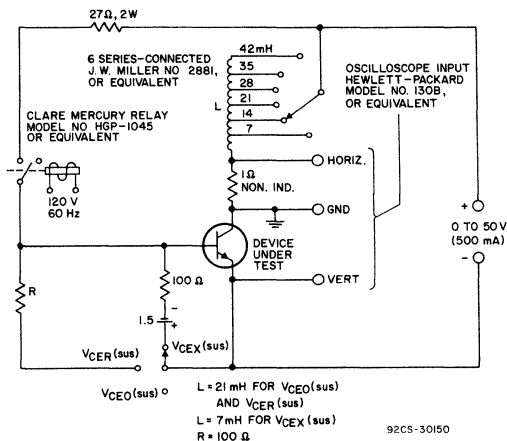 27Ω, 2W
6 SERIES-CONNECTED
J.W. MILLER NO 2881,
OR EQUIVALENT
42mH
35
28
21
14
7
L
OSCILLOSCOPE INPUT
HEWLETT-PACKARD
MODEL NO. 130B,
OR EQUIVALENT
CLARE MERCURY RELAY
MODEL NO HGP-1045
OR EQUIVALENT
120 V
60 Hz
HORIZ.
1Ω
NON. IND.
GND
+
0 TO 50V
(500 mA)
-
DEVICE
UNDER
TEST
VERT
100 Ω
R
-
1.5
+
VCER(sus)
VCEX(sus)
VCEO(sus)
L = 21 mH FOR VCEO(sus)
AND VCER(sus)
L = 7mH FOR VCEX(sus)
R = 100 Ω
92CS-30150